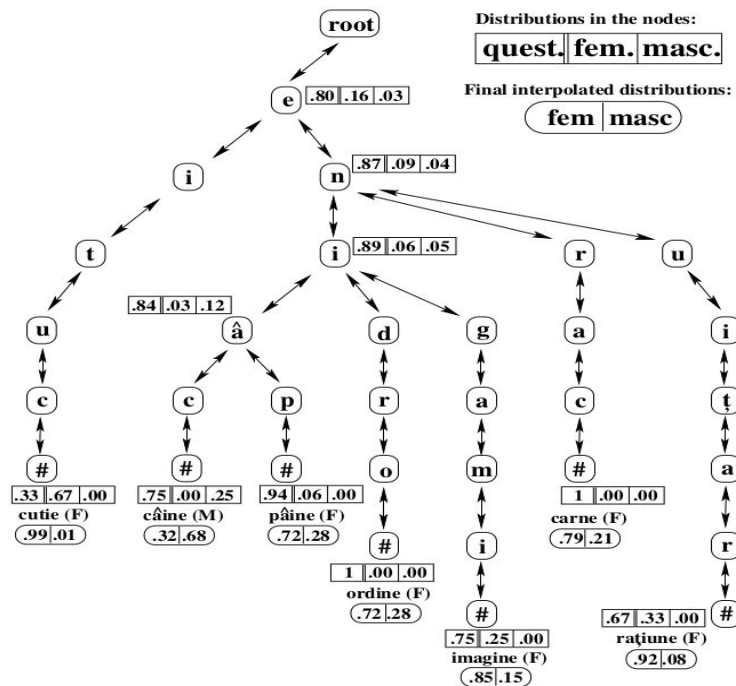 root
Distributions in the nodes:
quest. fem. masc.
Final interpolated distributions:
fem masc
e .80 .16 .03
i n .87 .09 .04
t i .89 .06 .05 r u
.84 .03 .12
u â d g a i
c c p r a c ț
# # # o m # a
.33 .67 .00 .75 .00 .25 .94 .06 .00 1 .00 .00
cutie (F) câine (M) pâine (F) carne (F)
.99 .01 .32 .68 .72 .28 .79 .21
# i r
1 .00 .00
ordine (F)
.72 .28
# #
.75 .25 .00 .67 .33 .00
imagine (F) rațiune (F)
.85 .15 .92 .08